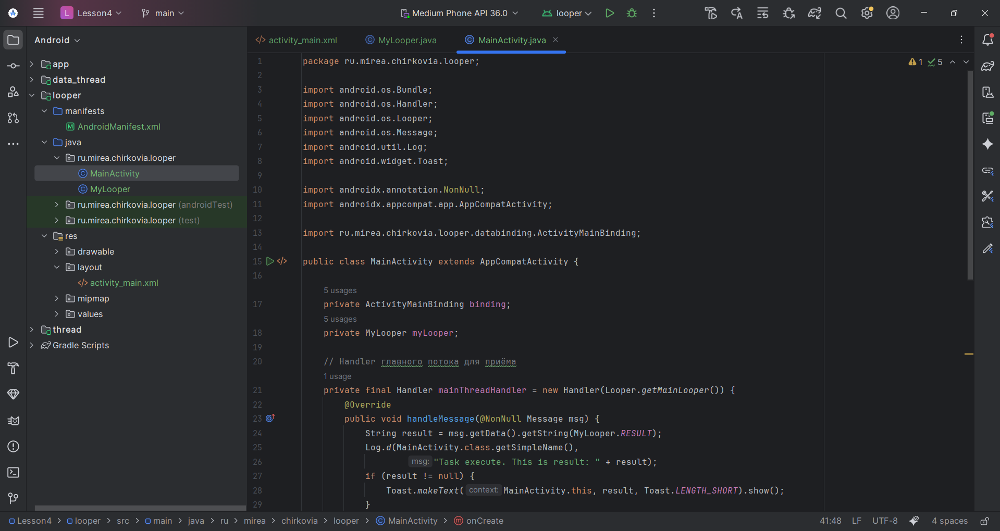 L Lesson4 main Medium Phone API 36.0 looper
Android
app
data_thread
looper
manifests
AndroidManifest.xml
java
ru.mirea.chirkovia.looper
MainActivity
MyLooper
ru.mirea.chirkovia.looper (androidTest)
ru.mirea.chirkovia.looper (test)
res
drawable
layout
activity_main.xml
mipmap
values
thread
Gradle Scripts
activity_main.xml MyLooper.java MainActivity.java
1 package ru.mirea.chirkovia.looper;
1 5
2
3 import android.os.Bundle;
4 import android.os.Handler;
5 import android.os.Looper;
6 import android.os.Message;
7 import android.util.Log;
8 import android.widget.Toast;
9
10 import androidx.annotation.NonNull;
11 import androidx.appcompat.app.AppCompatActivity;
12
13 import ru.mirea.chirkovia.looper.databinding.ActivityMainBinding;
14
15 public class MainActivity extends AppCompatActivity {
16
5 usages
17 private ActivityMainBinding binding;
5 usages
18 private MyLooper myLooper;
19
20 // Handler главного потока для приёма
1 usage
21 private final Handler mainThreadHandler = new Handler(Looper.getMainLooper()) {
22 @Override
23 public void handleMessage(@NonNull Message msg) {
24 String result = msg.getData().getString(MyLooper.RESULT);
25 Log.d(MainActivity.class.getSimpleName(),
26 msg: "Task execute. This is result: " + result);
27 if (result != null) {
28 Toast.makeText( context: MainActivity.this, result, Toast.LENGTH_SHORT).show();
29 }
Lesson4 > looper > src > main > java > ru > mirea > chirkovia > looper > MainActivity > onCreate
41:48 LF UTF-8 4 spaces